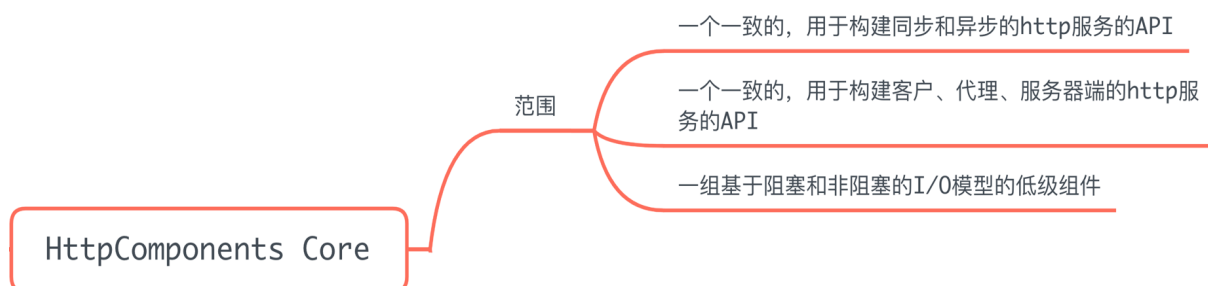 一个一致的，用于构建同步和异步的http服务的API
一个一致的，用于构建客户、代理、服务器端的http服
务的API
范围
一组基于阻塞和非阻塞的I/O模型的低级组件
HttpComponents Core